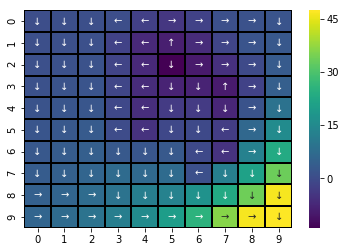 0 ↓ ↓ ↓ ← ← → → → → ↓
1 ↓ ↓ ↓ ← ← ↑ → → → ↓
2 ↓ ↓ ↓ ← ← ↓ → → → ↓
3 ↓ ↓ ↓ ← ← ↓ ↓ ↑ → ↓
4 ↓ ↓ ↓ ← ← ↓ ↓ ↓ → ↓
5 ↓ ↓ ↓ ← ← ↓ ↓ ← → ↓
6 ↓ ↓ ↓ ↓ ↓ ↓ ← ← → ↓
7 ↓ ↓ ↓ ↓ ↓ ↓ ← ↓ ↓ ↓
8 → → → ↓ ↓ ↓ ↓ ↓ ↓ ↓
9 → → → → → → → → → ↓
0 1 2 3 4 5 6 7 8 9
45
30
15
0